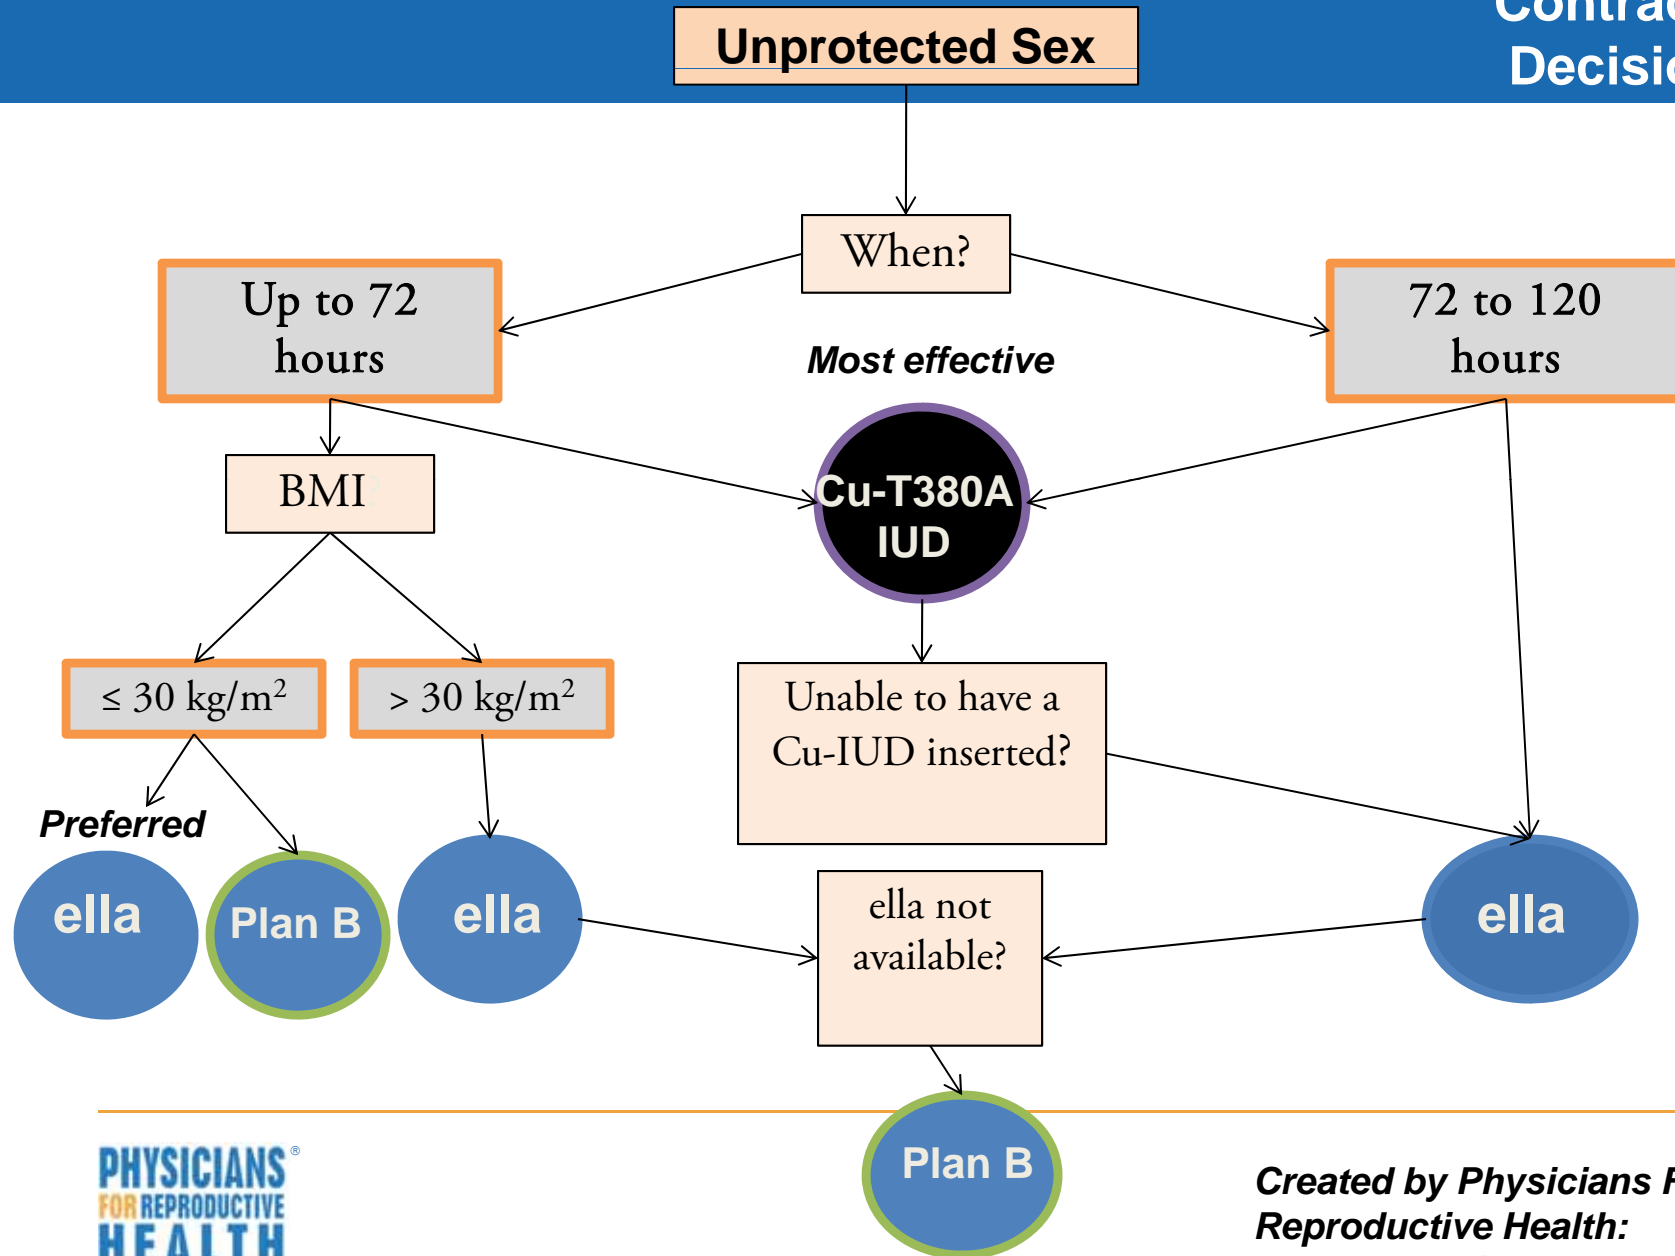 Unprotected Sex
Decisio
When?
Up to 72
hours
72 to 120
hours
Most effective
BMI?
Cu-T380A
IUD
≤ 30 kg/m²
> 30 kg/m²
Unable to have a
Cu-IUD inserted?
Preferred
ella
Plan B
ella
ella not
available?
ella
Plan B
PHYSICIANS®
FOR REPRODUCTIVE
HEALTH
Created by Physicians F
Reproductive Health: